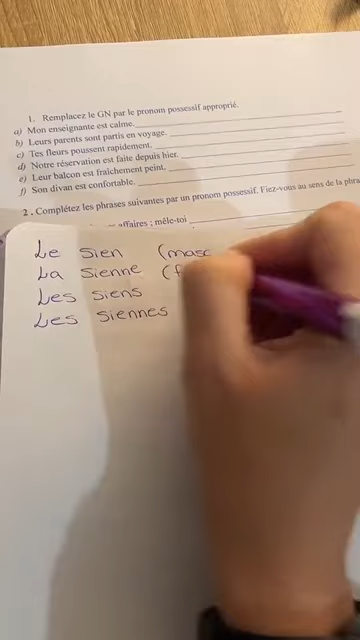 1. Remplacez le GN par le pronom possessif approprié.
a) Mon enseignante est calme.
b) Leurs parents sont partis en voyage.
c) Tes fleurs poussent rapidement.
d) Notre réservation est faite depuis hier.
e) Leur balcon est fraîchement peint.
f) Son divan est confortable.
2. Complétez les phrases suivantes par un pronom possessif. Fiez-vous au sens de la
affaires ; mêle-toi
Le sien (masc
La sienne (f
Les siens
Les siennes